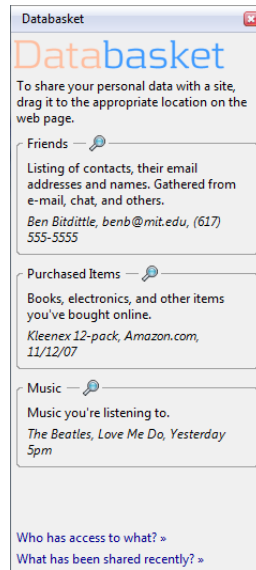 Databasket
Databasket
To share your personal data with a site,
drag it to the appropriate location on the
web page.
Friends
Listing of contacts, their email
addresses and names. Gathered from
e-mail, chat, and others.
Ben Bitdittle, benb@mit.edu, (617)
555-5555
Purchased Items
Books, electronics, and other items
you've bought online.
Kleenex 12-pack, Amazon.com,
11/12/07
Music
Music you're listening to.
The Beatles, Love Me Do, Yesterday
5pm
Who has access to what? »
What has been shared recently? »